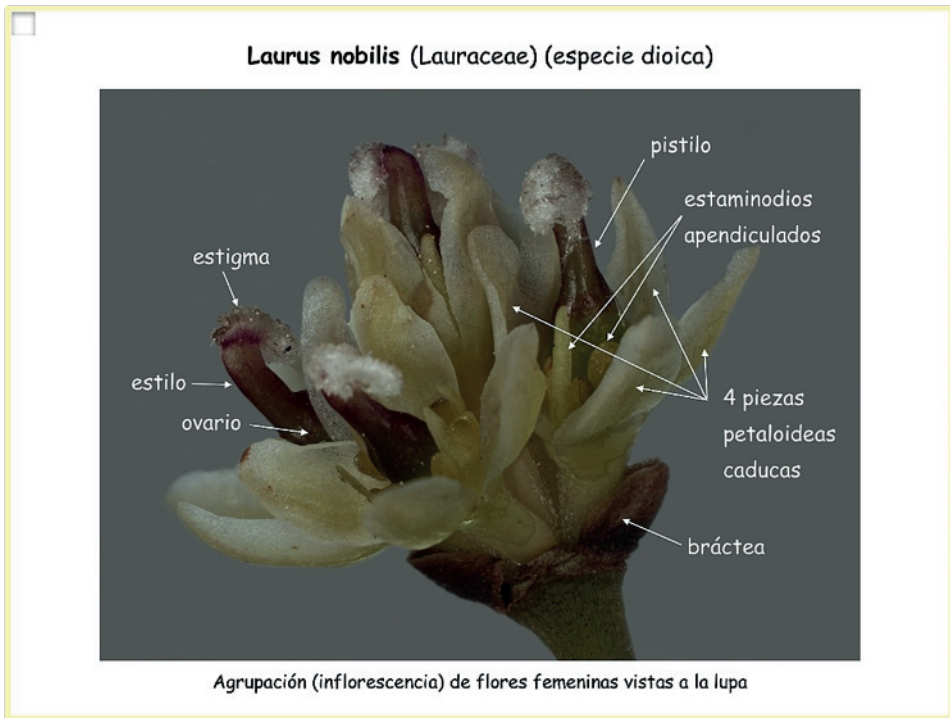 Laurus nobilis (Lauraceae) (especie dioica)
pistilo
estaminodios
apendiculados
estigma
estilo
ovario
4 piezas
petaloideas
caducas
bráctea
Agrupación (inflorescencia) de flores femeninas vistas a la lupa